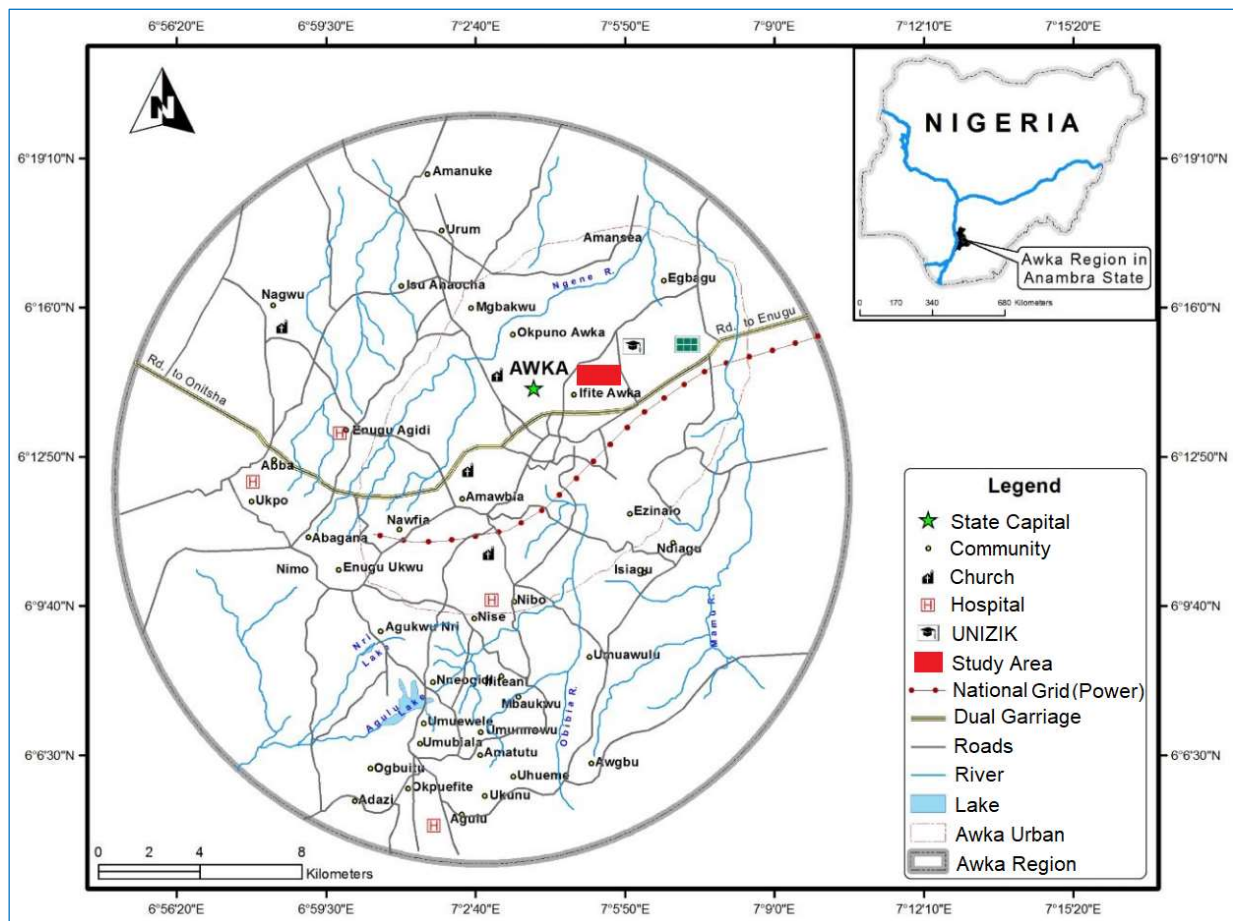 6°56'20"E 6°59'30"E 7°2'40"E 7°5'50"E 7°9'0"E 7°12'10"E 7°15'20"E
N
NIGERIA
Awka Region in
Anambra State
0 170 340 680 Kilometers
6°19'10"N 6°19'10"N
Amanuke
Urum
Amansea
Isu Anaocha
Ngene R.
Egbagu
Nagwu
6°16'0"N 6°16'0"N
Mgbakwu
Rd. to Enugu
Okpuno Awka
Rd. to Onitsha
AWKA
Ifite Awka
Enugu Agidi
H
6°12'50"N 6°12'50"N
Abba
H
Ukpo
Amawbia
Nawfia
Ezinato
Abagana
Ndiagu
Nimo
Enugu Ukwu
Isiagu
6°9'40"N 6°9'40"N
H
Nibo
Nise
Mamu R.
Agukwu Nri
Nri Lake
Umuawulu
Nneogidi
Ifiteani
Mbaukwu
Agulu Lake
Obibia R.
Umuewele
Umunnowu
Umubiala
6°6'30"N 6°6'30"N
Amatutu
Awgbu
Ogbuitu
Uhueme
Okpuefite
Ukunu
Adazi
Agulu
H
0 2 4 8
Kilometers
Legend
State Capital
Community
Church
H Hospital
UNIZIK
Study Area
National Grid (Power)
Dual Garriage
Roads
River
Lake
Awka Urban
Awka Region
6°56'20"E 6°59'30"E 7°2'40"E 7°5'50"E 7°9'0"E 7°12'10"E 7°15'20"E